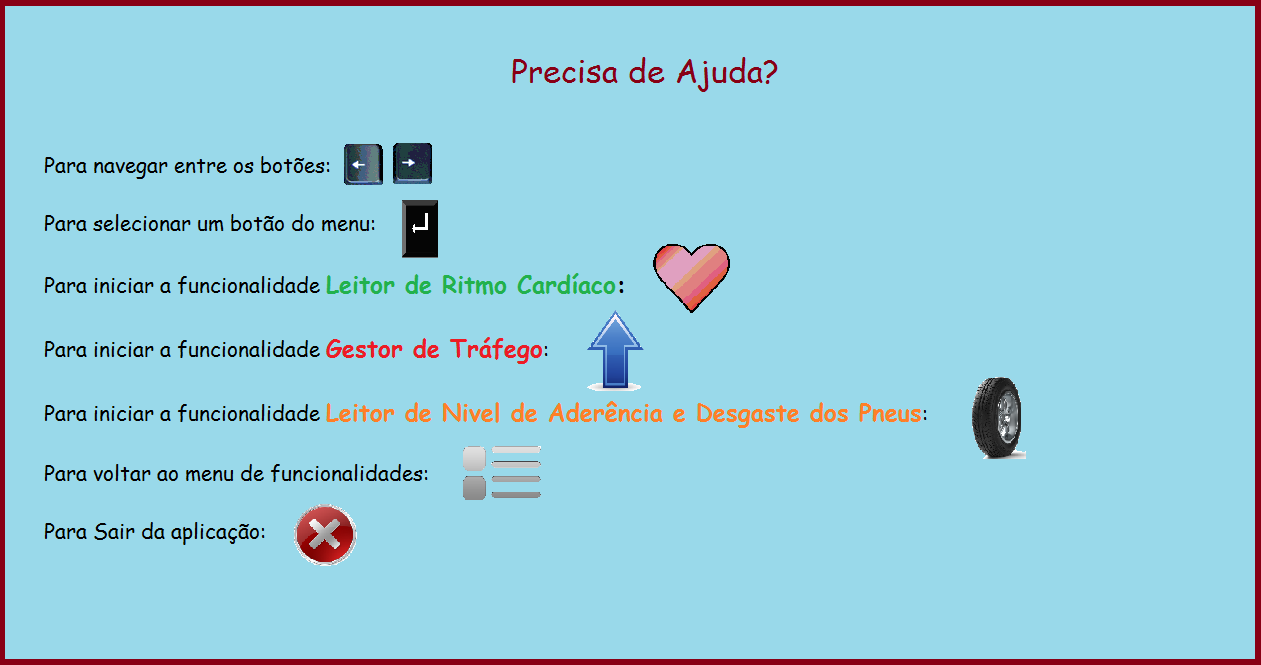 Precisa de Ajuda?
Para navegar entre os botões:
Para selecionar um botão do menu:
Para iniciar a funcionalidade Leitor de Ritmo Cardíaco:
Para iniciar a funcionalidade Gestor de Tráfego:
Para iniciar a funcionalidade Leitor de Nivel de Aderência e Desgaste dos Pneus:
Para voltar ao menu de funcionalidades:
Para Sair da aplicação: